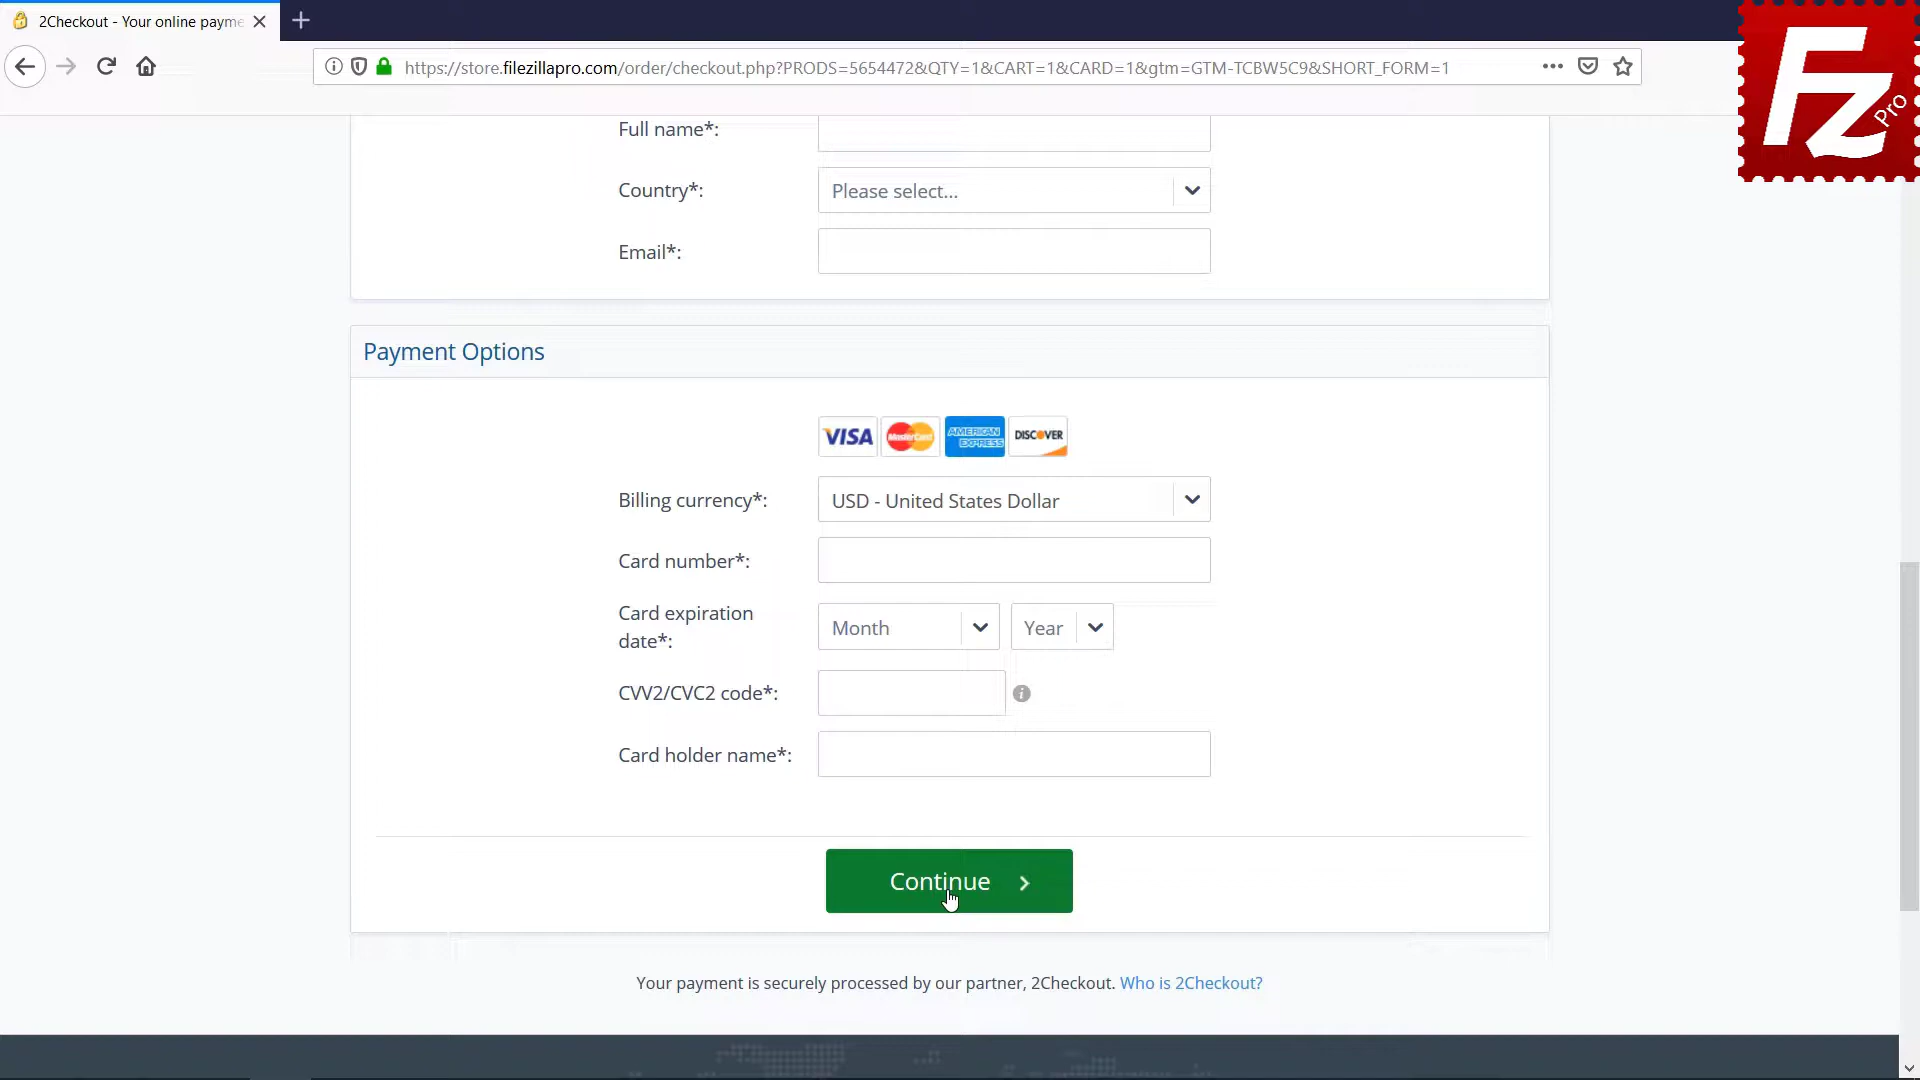 2Checkout - Your online payme
https://store.filezillapro.com/order/checkout.php?PRODS=5654472&QTY=1&CART=1&CARD=1&gtm=GTM-TCBW5C9&SHORT_FORM=1
FZ Pro
Full name*:
Country*: Please select...
Email*:
Payment Options
VISA MasterCard AMERICAN EXPRESS DISCOVER
Billing currency*: USD - United States Dollar
Card number*:
Card expiration date*: Month Year
CVV2/CVC2 code*:
Card holder name*:
Continue
Your payment is securely processed by our partner, 2Checkout. Who is 2Checkout?